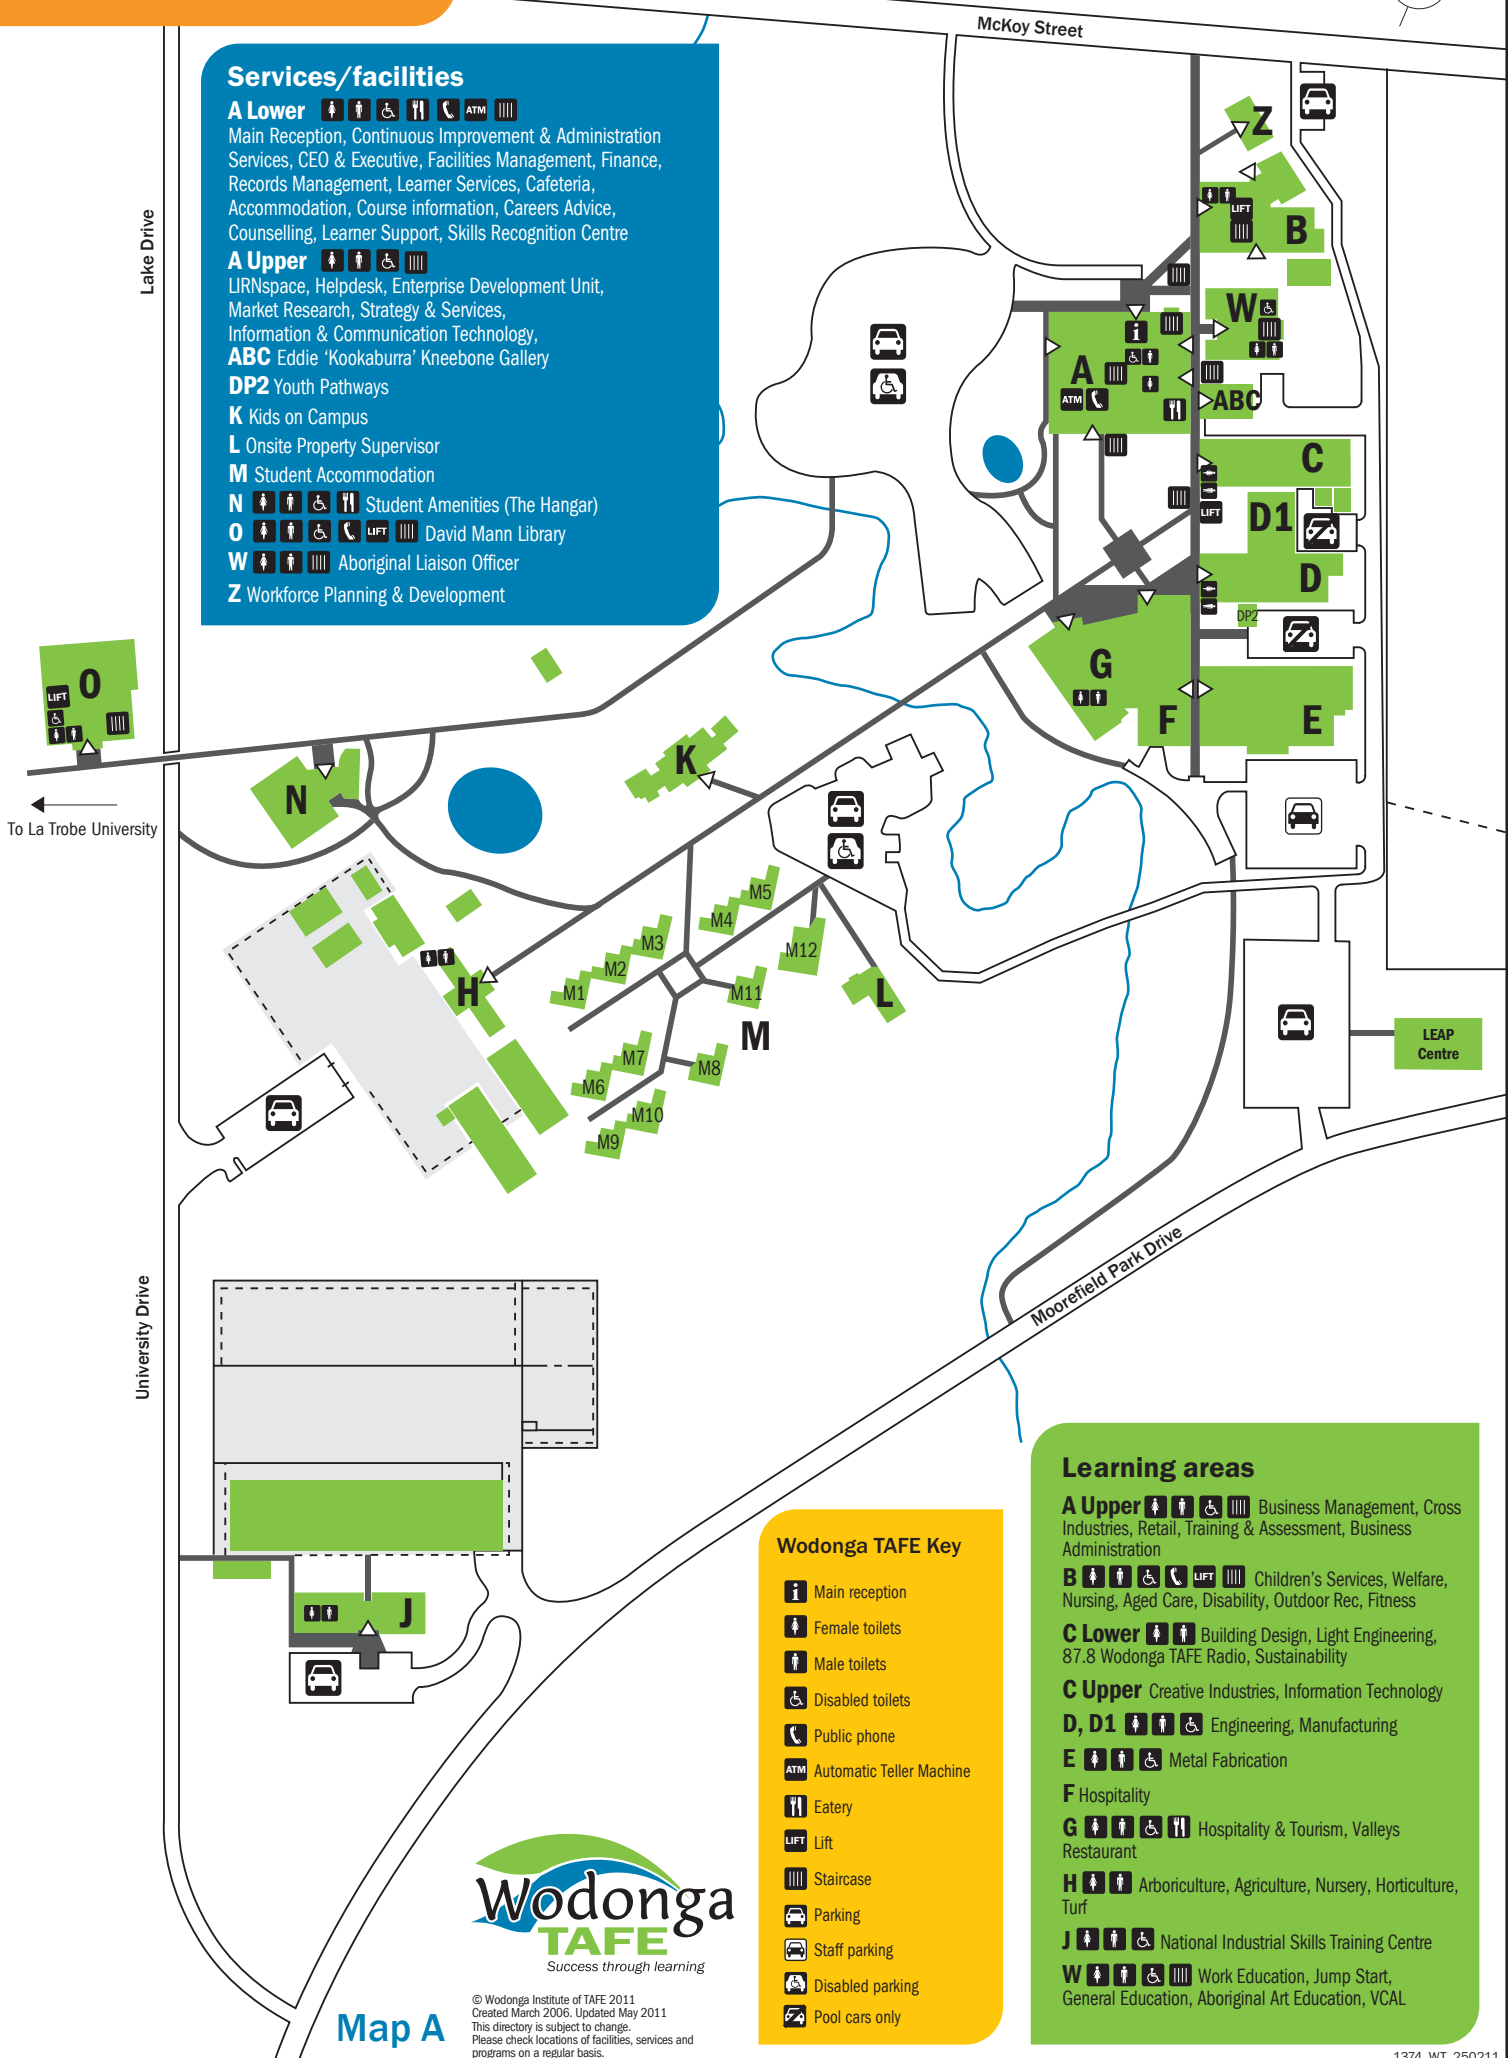 McKoy Street
Services/facilities
A Lower ATM
Main Reception, Continuous Improvement & Administration
Services, CEO & Executive, Facilities Management, Finance,
Records Management, Learner Services, Cafeteria,
Accommodation, Course information, Careers Advice,
Counselling, Learner Support, Skills Recognition Centre
A Upper
LIRNspace, Helpdesk, Enterprise Development Unit,
Market Research, Strategy & Services,
Information & Communication Technology,
ABC Eddie ‘Kookaburra’ Kneebone Gallery
DP2 Youth Pathways
K Kids on Campus
L Onsite Property Supervisor
M Student Accommodation
N Student Amenities (The Hangar)
O LIFT David Mann Library
W Aboriginal Liaison Officer
Z Workforce Planning & Development
Lake Drive
Z
LIFT
B
W
i
A
ATM
ABC
C
LIFT
D1
D
DP2
G
F
E
O
LIFT
K
N
To La Trobe University
M5
M4
M3
M12
M2
M1
M11
H
L
M
M7
M8
M6
M10
M9
LEAP
Centre
Moorefield Park Drive
University Drive
J
Learning areas
A Upper Business Management, Cross
Industries, Retail, Training & Assessment, Business
Administration
B LIFT Children’s Services, Welfare,
Nursing, Aged Care, Disability, Outdoor Rec, Fitness
C Lower Building Design, Light Engineering,
87.8 Wodonga TAFE Radio, Sustainability
C Upper Creative Industries, Information Technology
D, D1 Engineering, Manufacturing
E Metal Fabrication
F Hospitality
G Hospitality & Tourism, Valleys
Restaurant
H Arboriculture, Agriculture, Nursery, Horticulture,
Turf
J National Industrial Skills Training Centre
W Work Education, Jump Start,
General Education, Aboriginal Art Education, VCAL
Wodonga TAFE Key
i Main reception
Female toilets
Male toilets
Disabled toilets
Public phone
ATM Automatic Teller Machine
Eatery
LIFT Lift
Staircase
Parking
Staff parking
Disabled parking
Pool cars only
Wodonga
TAFE
Success through learning
Map A
© Wodonga Institute of TAFE 2011
Created March 2006. Updated May 2011
This directory is subject to change.
Please check locations of facilities, services and
programs on a regular basis.
1374_WT_250211